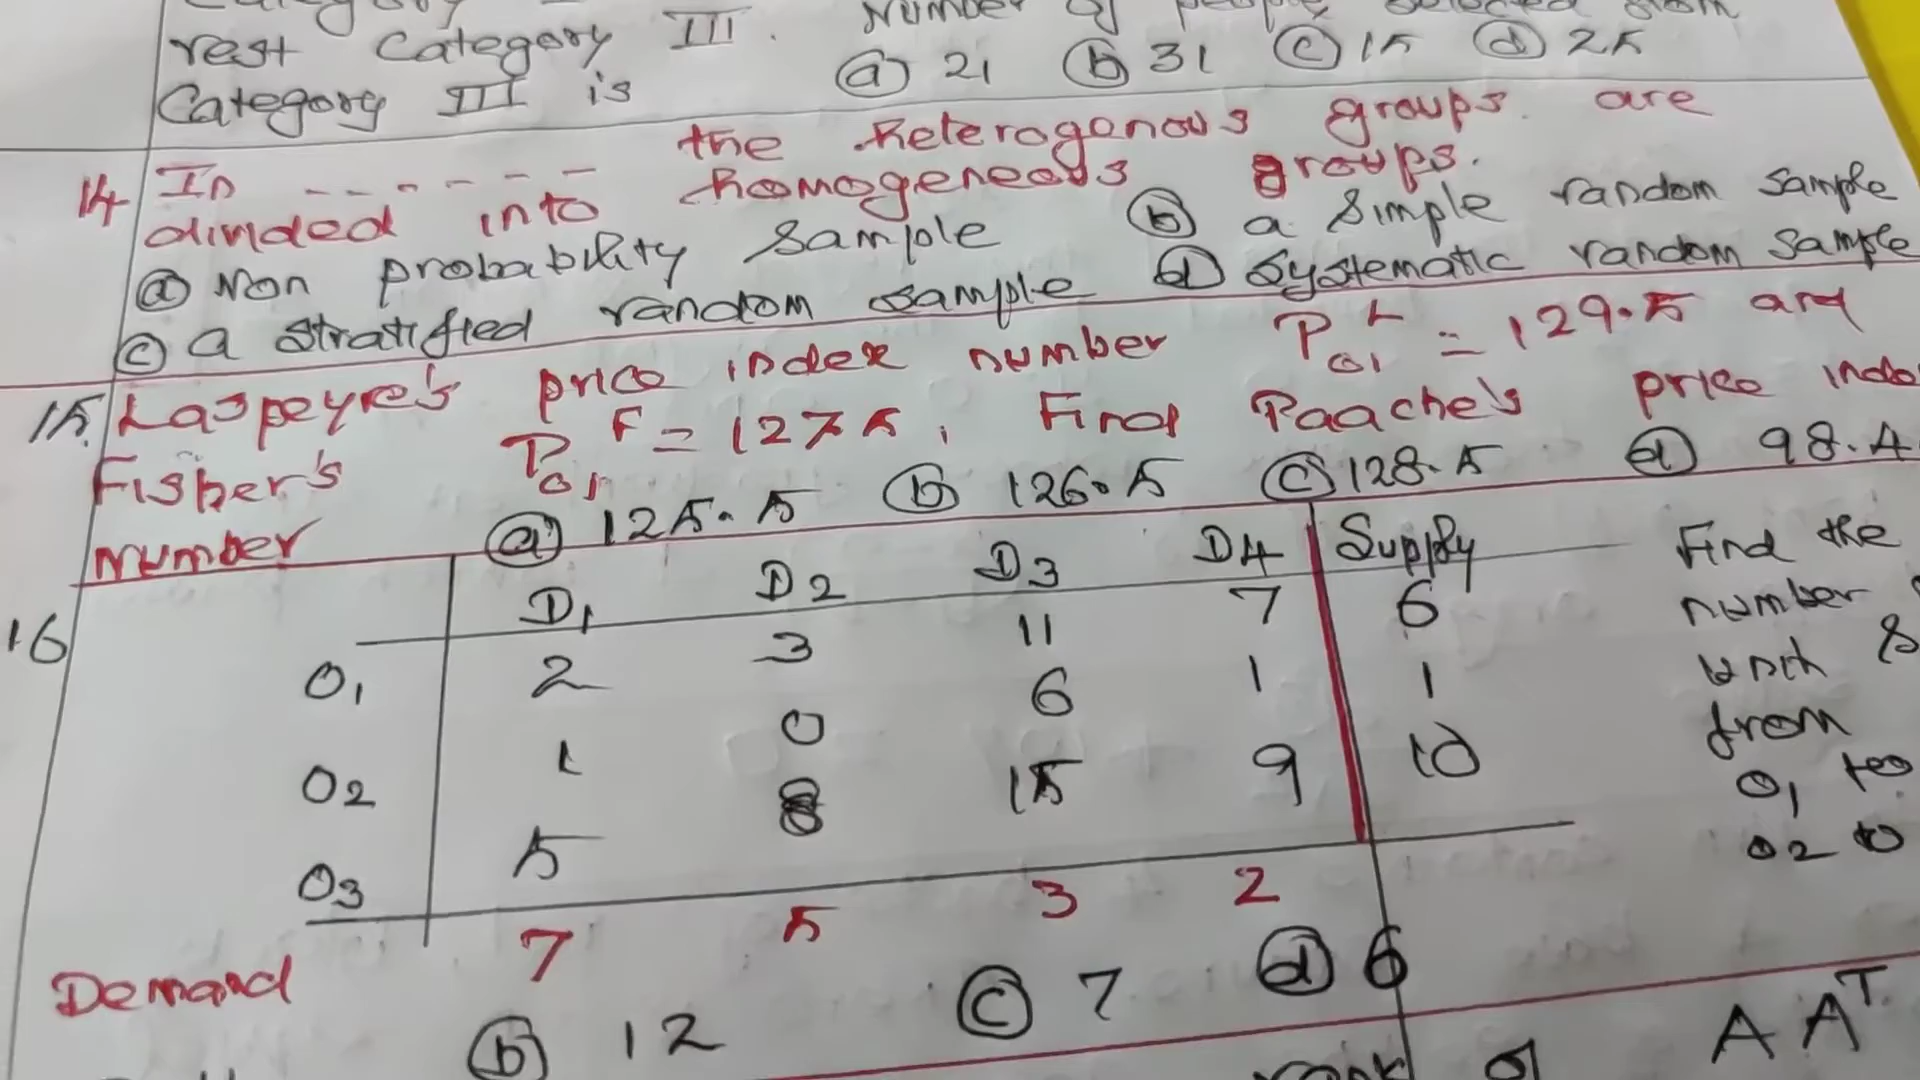 rest Category III. Number of people selected from
Category III is (a) 21 (b) 31 (c) 15 (d) 25
14 In ------- the heterogonous groups are
divided into homogeneous groups.
(a) Non probability sample (b) a simple random sample
(c) a stratified random sample (d) Systematic random sample
15. Laspeyre's price index number P01^L = 129.5 and
Fisher's P01^F = 127.5, Find Paache's price
number (a) 125.5 (b) 126.5 (c) 128.5 (d) 98.4
16 D1 D2 D3 D4 Supply Find the
O1 2 3 11 7 6 number
O2 1 0 6 1 1 from
O3 5 8 15 9 10 O1 to
O2 to
Demand 7 5 3 2
(b) 12 (c) 7 (d) 6
A A^T